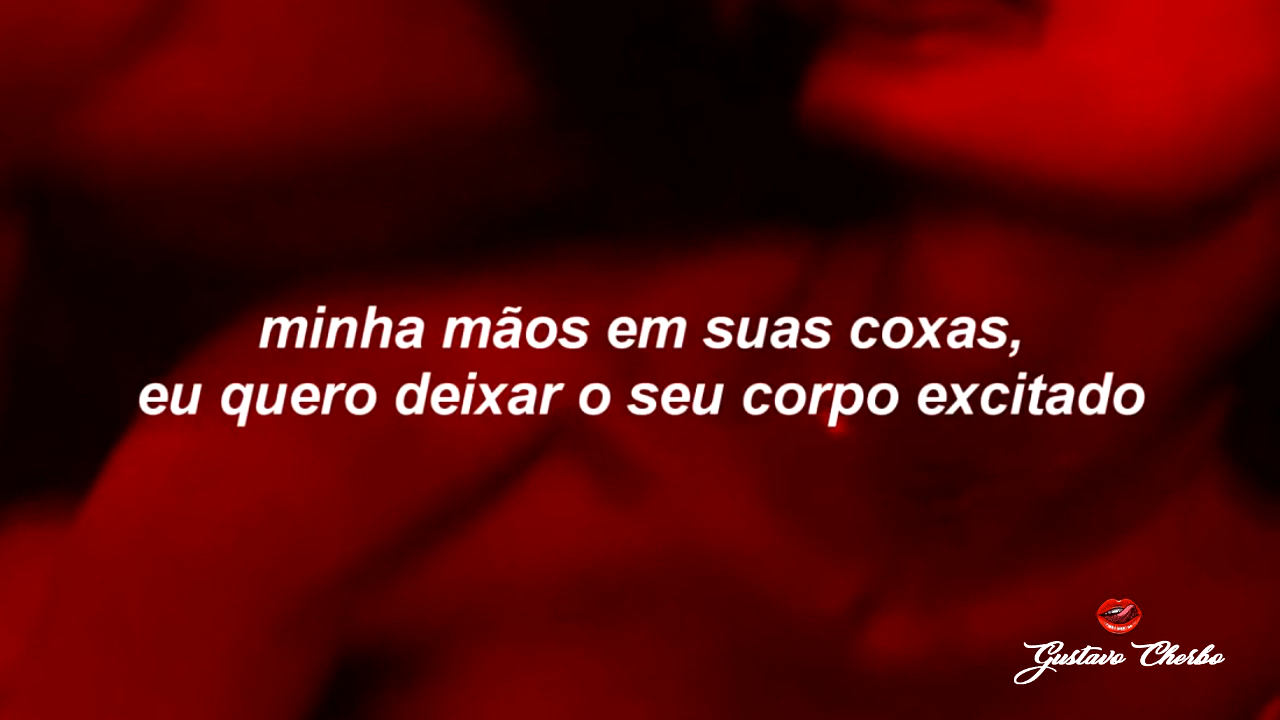 minha mãos em suas coxas,
eu quero deixar o seu corpo excitado
Gustavo Cherbo